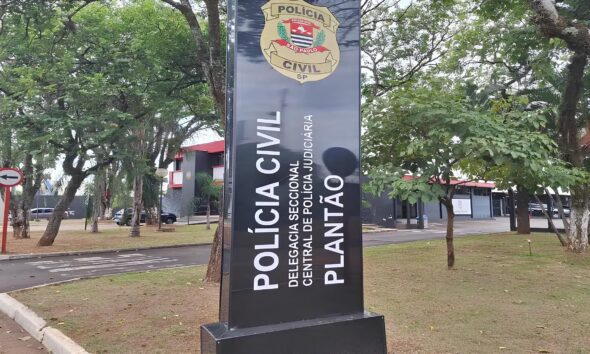 POLÍCIA
SÃO PAULO
CIVIL
SP
POLÍCIA CIVIL
DELEGACIA SECCIONAL
CENTRAL DE POLÍCIA JUDICIÁRIA
PLANTÃO